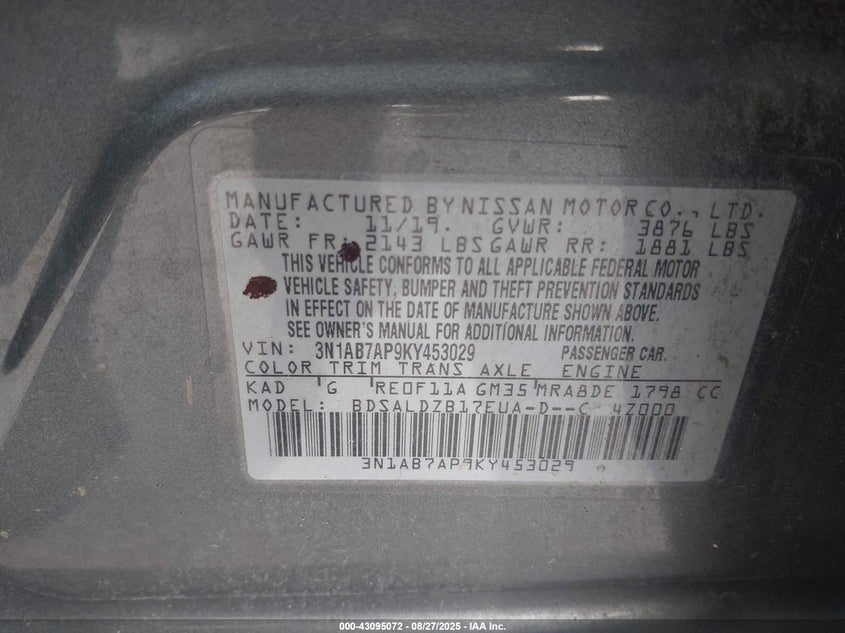 MANUFACTURED BY NISSAN MOTOR CO., LTD.
DATE: 11/19. GVWR: 3876 LBS
GAWR FR: 2143 LBS GAWR RR: 1881 LBS
THIS VEHICLE CONFORMS TO ALL APPLICABLE FEDERAL MOTOR
VEHICLE SAFETY, BUMPER AND THEFT PREVENTION STANDARDS
IN EFFECT ON THE DATE OF MANUFACTURE SHOWN ABOVE.
SEE OWNER'S MANUAL FOR ADDITIONAL INFORMATION.
VIN: 3N1AB7AP9KY453029 PASSENGER CAR.
COLOR TRIM TRANS AXLE ENGINE
KAD G RE0F11A GM35 MRA8DE 1798 CC
MODEL: BDSALDZB17EUA-D--C 4Z000
3N1AB7AP9KY453029
000-43095072 - 08/27/2025 - IAA Inc.